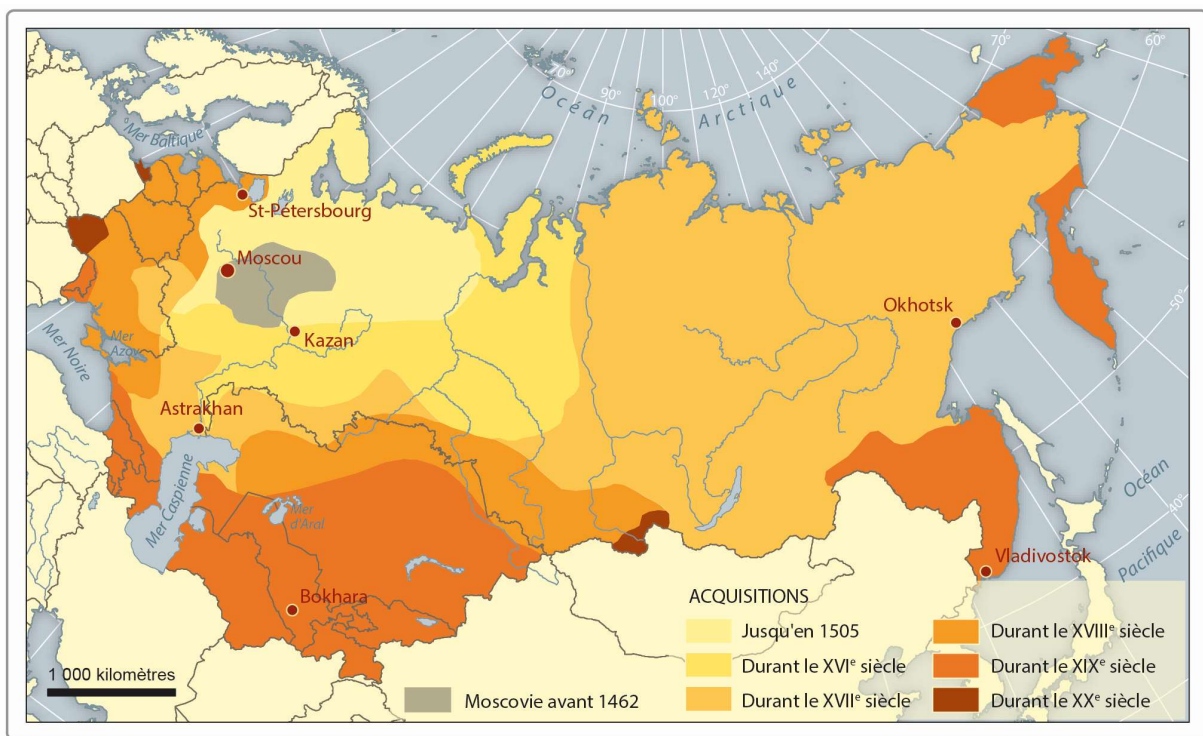 Océan
Arctique
70°
90°
100°
120°
140°
70°
60°
50°
40°
Mer Baltique
St-Pétersbourg
Moscou
Kazan
Okhotsk
Mer Noire
Mer
Azov
Astrakhan
Mer Caspienne
Mer
d'Aral
Bokhara
Vladivostok
Océan
Pacifique
1 000 kilomètres
ACQUISITIONS
Jusqu'en 1505
Durant le XVIe siècle
Durant le XVIIe siècle
Durant le XVIIIe siècle
Durant le XIXe siècle
Durant le XXe siècle
Moscovie avant 1462